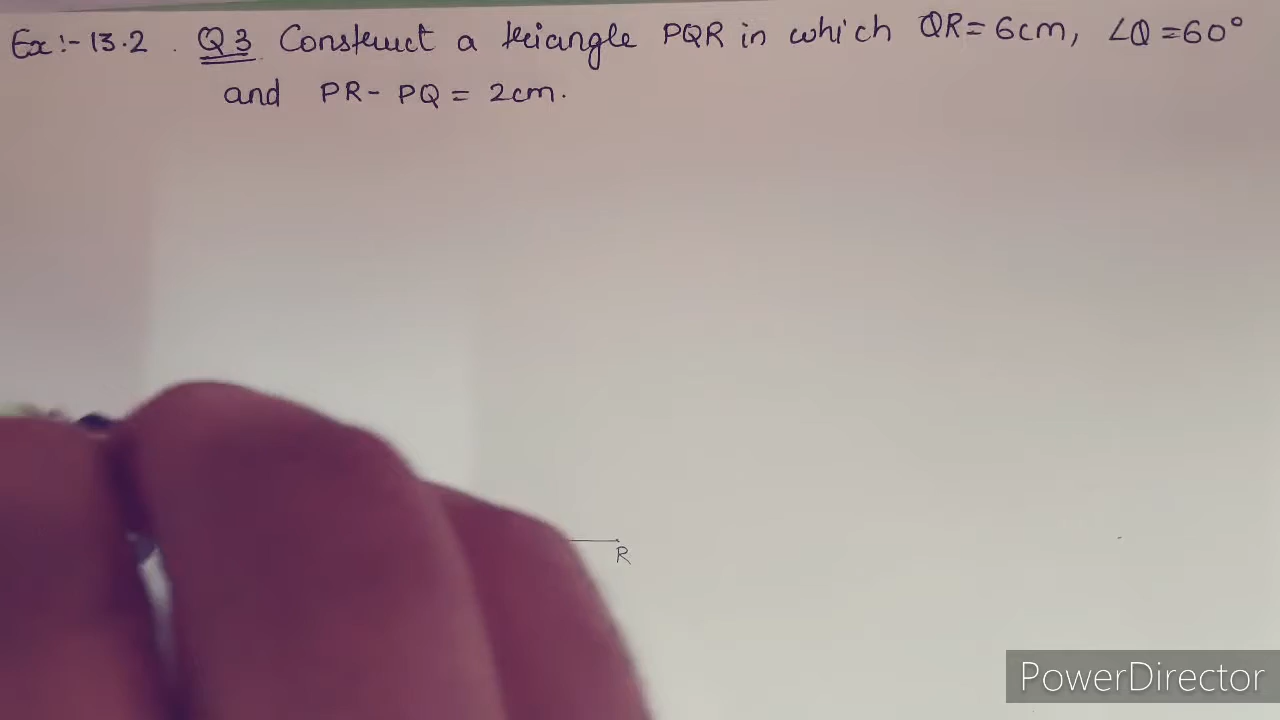 Ex:- 13.2. Q3 Construct a triangle PQR in which QR = 6cm, ∠Q = 60°
and PR - PQ = 2cm.
R
PowerDirector